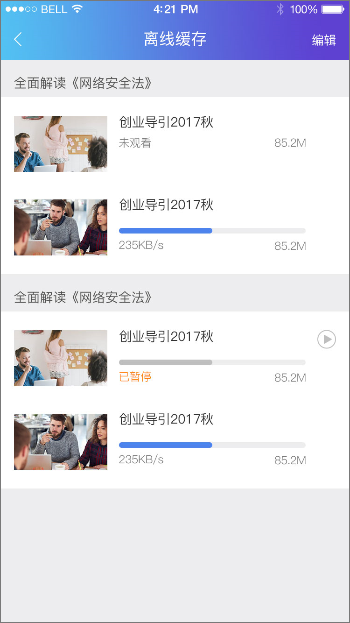 BELL 4:21 PM 100%
离线缓存 编辑
全面解读《网络安全法》
创业导引2017秋
未观看 85.2M
创业导引2017秋
235KB/s 85.2M
全面解读《网络安全法》
创业导引2017秋
已暂停 85.2M
创业导引2017秋
235KB/s 85.2M